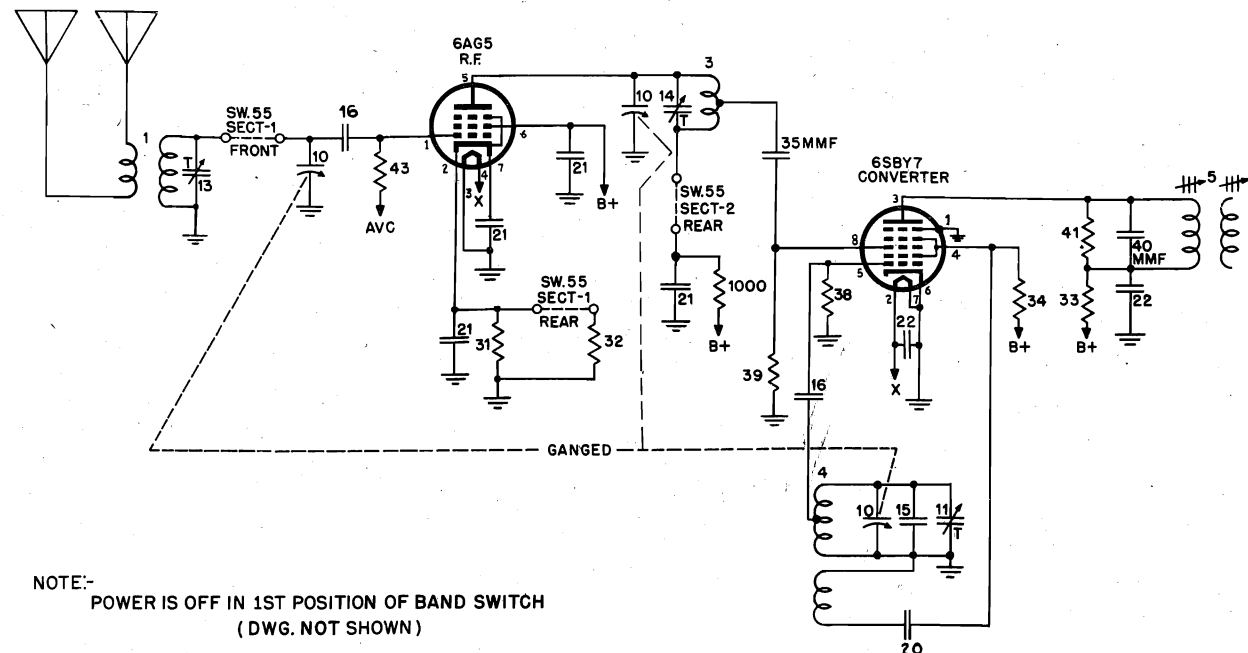 6AG5
R.F.
5
3
10
14
T
SW.55
SECT-1
FRONT
16
1
10
T
13
43
AVC
1
6
2
3
4
7
X
21
21
B+
35MMF
6SBY7
CONVERTER
3
1
8
4
5
2
7
6
5
41
40
MMF
33
22
B+
34
B+
38
22
X
SW.55
SECT-2
REAR
21
1000
B+
SW.55
SECT-1
REAR
21
31
32
39
16
GANGED
4
10
15
11
T
20
NOTE:-
POWER IS OFF IN 1ST POSITION OF BAND SWITCH
(DWG. NOT SHOWN)